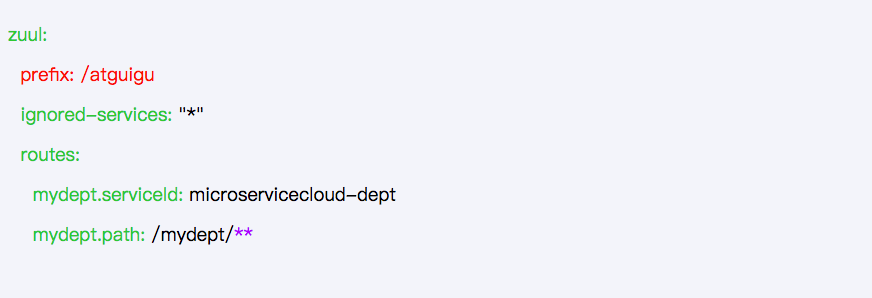 zuul:
prefix: /atguigu
ignored-services: "*"
routes:
mydept.serviceId: microservicecloud-dept
mydept.path: /mydept/**